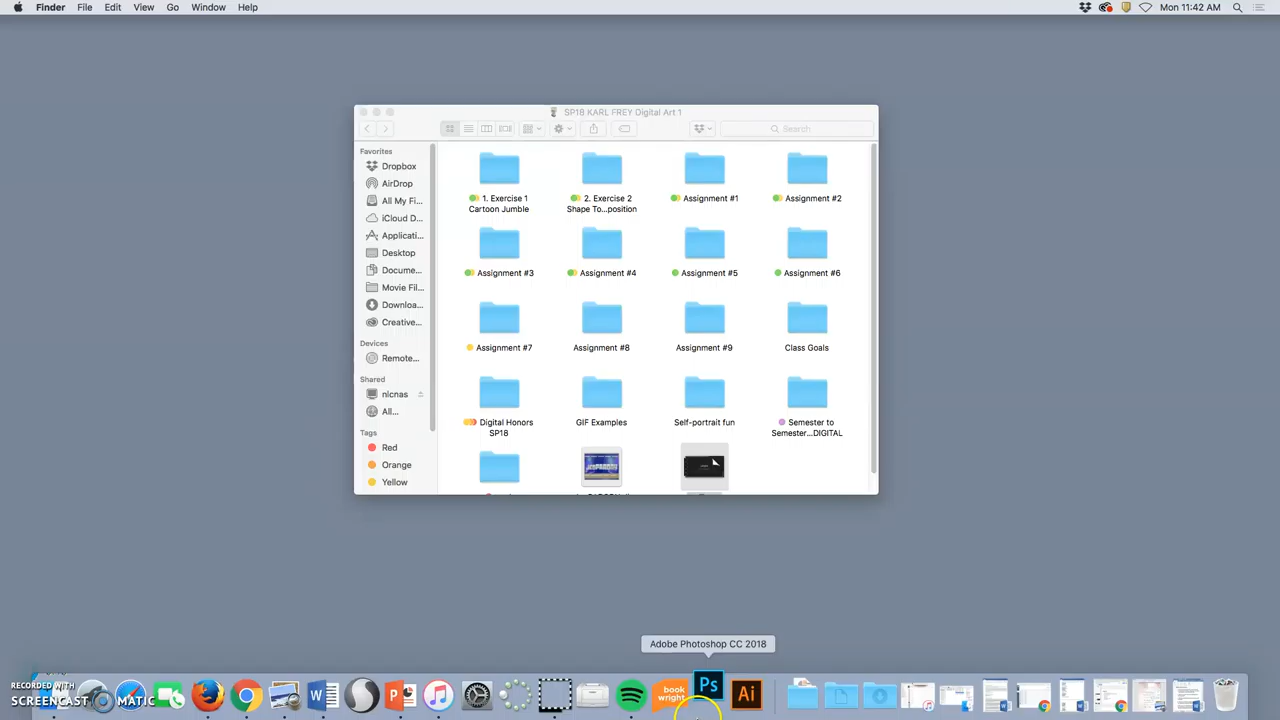 Finder File Edit View Go Window Help
Mon 11:42 AM
SP18 KARL FREY Digital Art 1
Search
Favorites
Dropbox
AirDrop
All My Fi...
iCloud D...
Applicati...
Desktop
Docume...
Movie Fil...
Downloa...
Creative...
Devices
Remote...
Shared
nlcnas
All...
Tags
Red
Orange
Yellow
1. Exercise 1
Cartoon Jumble
2. Exercise 2
Shape To...position
Assignment #1
Assignment #2
Assignment #3
Assignment #4
Assignment #5
Assignment #6
Assignment #7
Assignment #8
Assignment #9
Class Goals
Digital Honors
SP18
GIF Examples
Self-portrait fun
Semester to
Semester...DIGITAL
JEOPARDY
Adobe Photoshop CC 2018
RECORDED WITH
SCREENCAST MATIC
W
P
book
wright
Ps
Ai